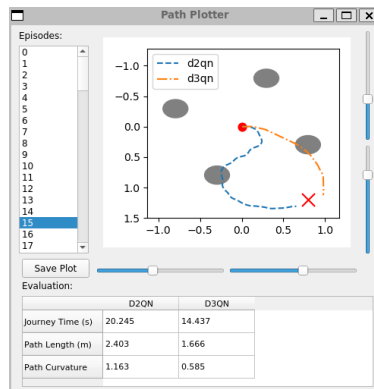 Path Plotter
Episodes:
0
1
2
3
4
5
6
7
8
9
10
11
12
13
14
15
16
17
d2qn
d3qn
−1.0
−0.5
0.0
0.5
1.0
1.5
−1.0 −0.5 0.0 0.5 1.0
Save Plot
Evaluation:
D2QN D3QN
Journey Time (s) 20.245 14.437
Path Length (m) 2.403 1.666
Path Curvature 1.163 0.585